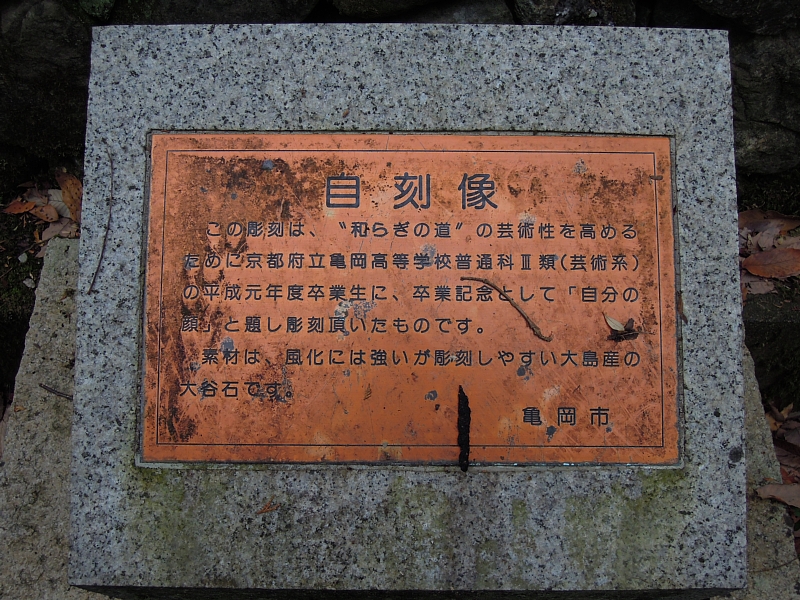 自刻像
この彫刻は、〝和らぎの道〟の芸術性を高める
ために京都府立亀岡高等学校普通科Ⅲ類(芸術系)
の平成元年度卒業生に、卒業記念として「自分の
顔」と題し彫刻頂いたものです。
素材は、風化には強いが彫刻しやすい大島産の
大谷石です。
亀岡市